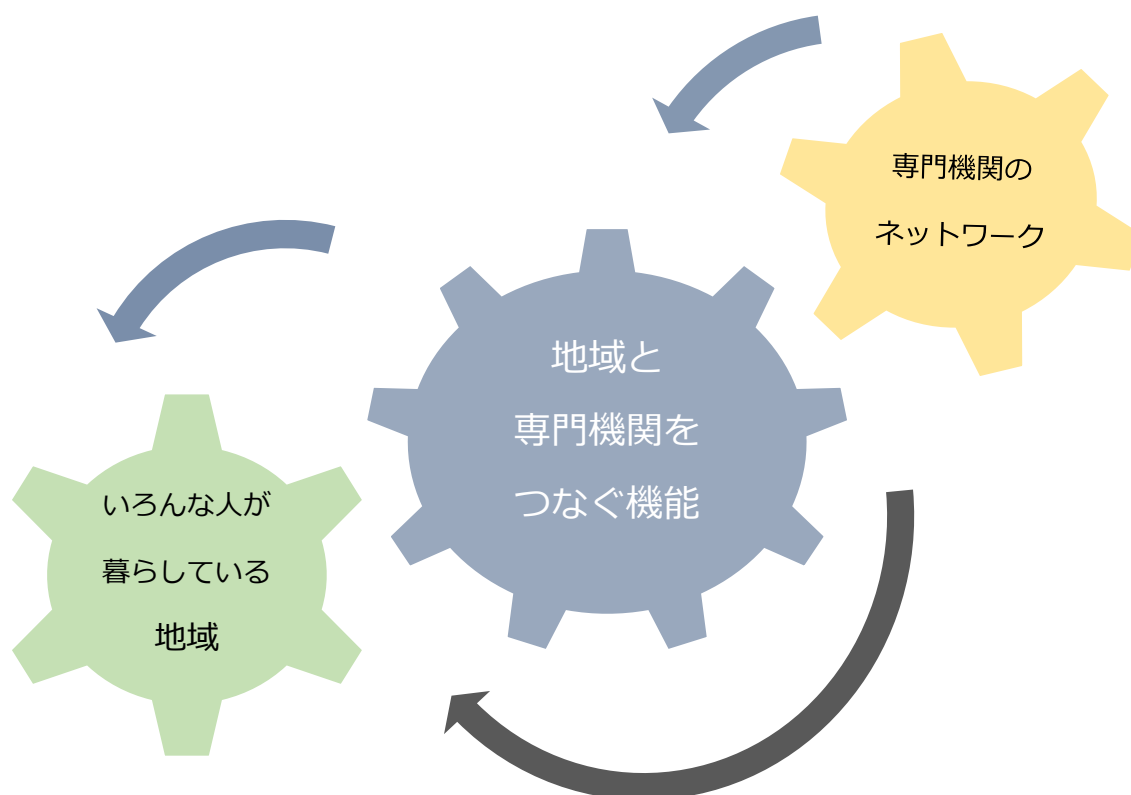 専門機関の
ネットワーク
地域と
専門機関を
つなぐ機能
いろんな人が
暮らしている
地域